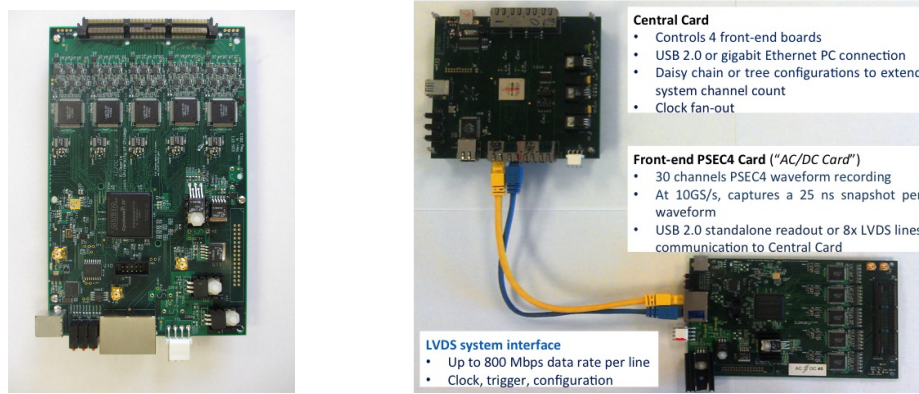 Central Card
• Controls 4 front-end boards
• USB 2.0 or gigabit Ethernet PC connection
• Daisy chain or tree configurations to extend
system channel count
• Clock fan-out
Front-end PSEC4 Card ("AC/DC Card")
• 30 channels PSEC4 waveform recording
• At 10GS/s, captures a 25 ns snapshot per
waveform
• USB 2.0 standalone readout or 8x LVDS lines
communication to Central Card
LVDS system interface
• Up to 800 Mbps data rate per line
• Clock, trigger, configuration